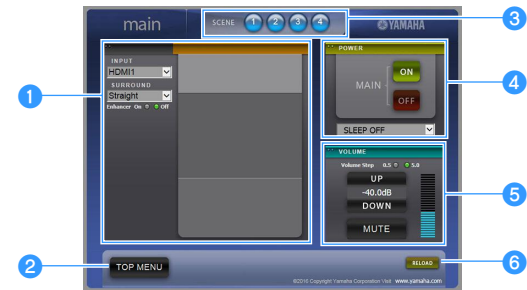 main
SCENE 1 2 3 4
YAMAHA
3
INPUT
HDMI1
SURROUND
Straight
Enhancer On Off
1
POWER
MAIN
ON
OFF
SLEEP OFF
4
VOLUME
Volume Step 0.5 5.0
UP
-40.0dB
DOWN
MUTE
5
2
TOP MENU
RELOAD
6
©2016 Copyright Yamaha Corporation Visit www.yamaha.com